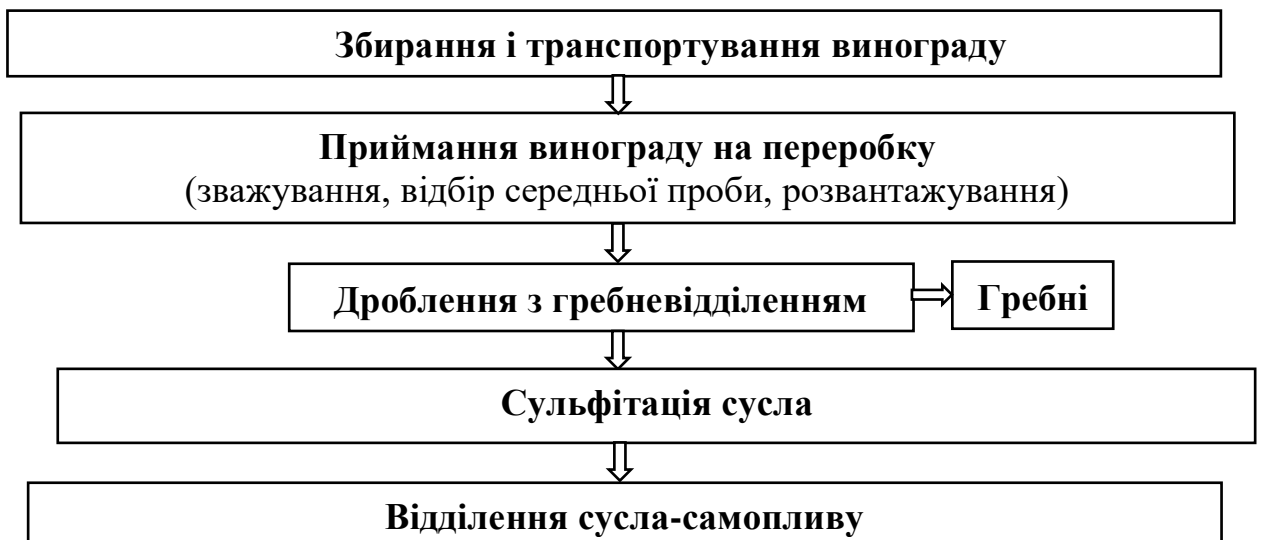 Збирання і транспортування винограду
Приймання винограду на переробку
(зважування, відбір середньої проби, розвантажування)
Дроблення з гребневідділенням
Гребні
Сульфітація сусла
Відділення сусла-самопливу